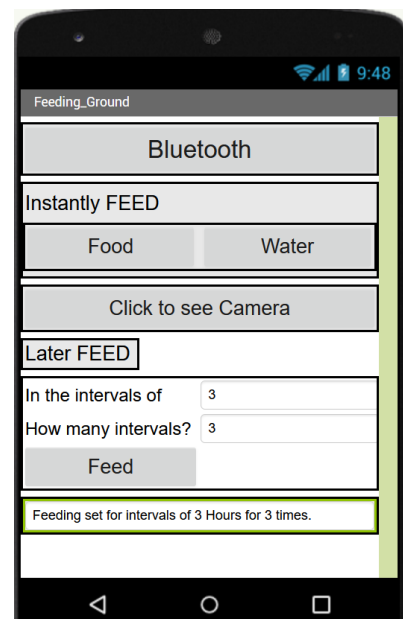 9:48
Feeding_Ground
Bluetooth
Instantly FEED
Food Water
Click to see Camera
Later FEED
In the intervals of 3
How many intervals? 3
Feed
Feeding set for intervals of 3 Hours for 3 times.